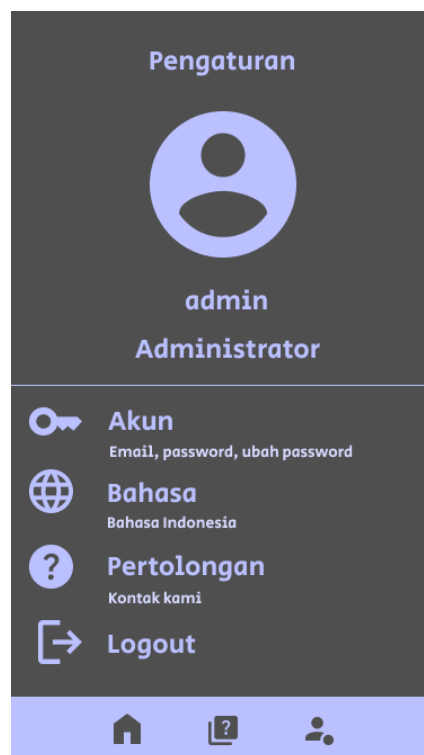 Pengaturan
admin
Administrator
Akun
Email, password, ubah password
Bahasa
Bahasa Indonesia
?
Pertolongan
Kontak kami
Logout
?